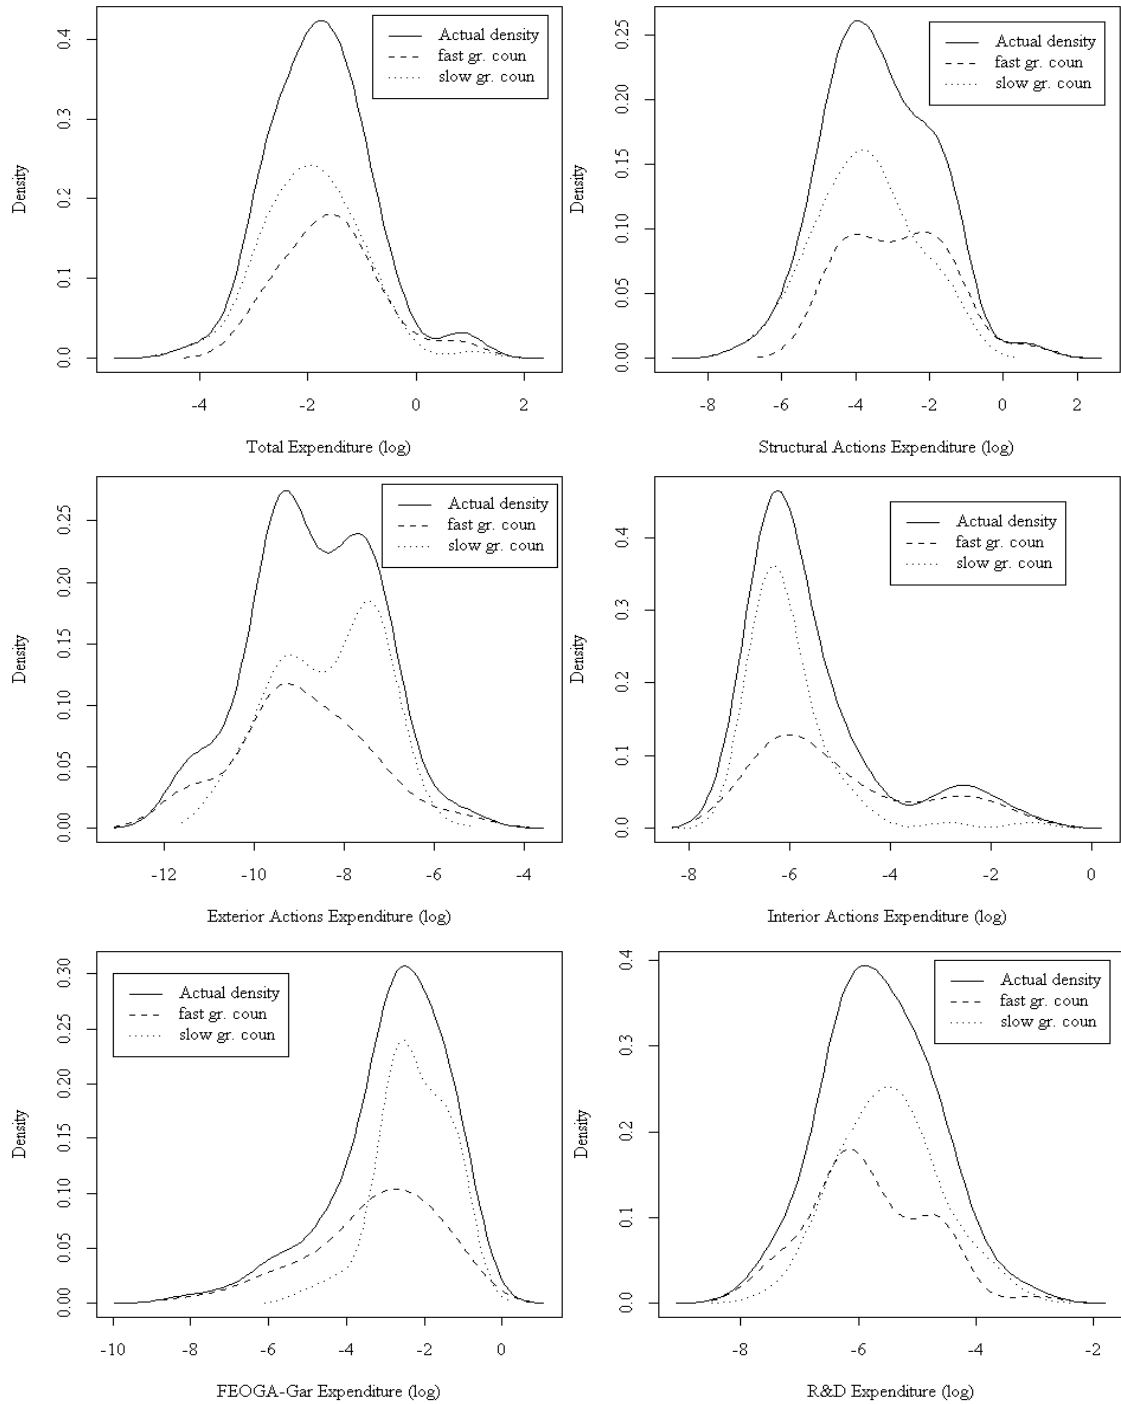 Actual density
fast gr. coun
slow gr. coun
Density
0.0 0.1 0.2 0.3 0.4
-4 -2 0 2
Total Expenditure (log)
Actual density
fast gr. coun
slow gr. coun
Density
0.00 0.05 0.10 0.15 0.20 0.25
-8 -6 -4 -2 0 2
Structural Actions Expenditure (log)
Actual density
fast gr. coun
slow gr. coun
Density
0.00 0.05 0.10 0.15 0.20 0.25
-12 -10 -8 -6 -4
Exterior Actions Expenditure (log)
Actual density
fast gr. coun
slow gr. coun
Density
0.0 0.1 0.2 0.3 0.4
-8 -6 -4 -2 0
Interior Actions Expenditure (log)
Actual density
fast gr. coun
slow gr. coun
Density
0.00 0.05 0.10 0.15 0.20 0.25 0.30
-10 -8 -6 -4 -2 0
FEOGA-Gar Expenditure (log)
Actual density
fast gr. coun
slow gr. coun
Density
0.0 0.1 0.2 0.3 0.4
-8 -6 -4 -2
R&D Expenditure (log)